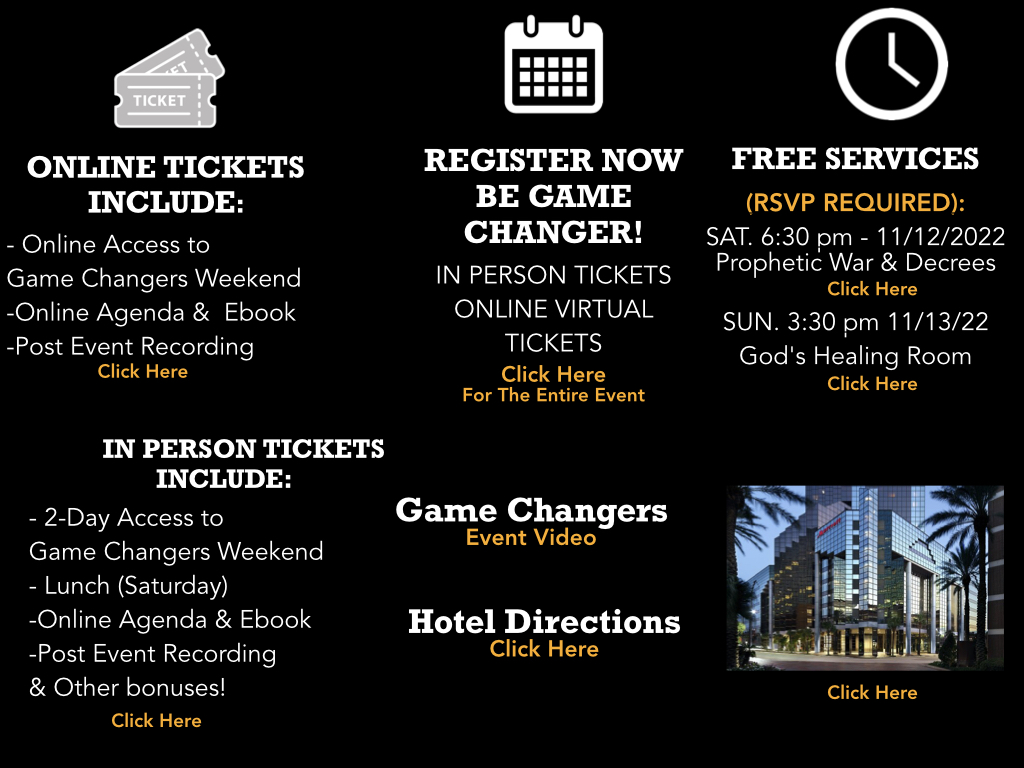 TICKET
KET
ONLINE TICKETS
INCLUDE:
- Online Access to
Game Changers Weekend
-Online Agenda &  Ebook
-Post Event Recording
Click Here
REGISTER NOW
BE GAME
CHANGER!
IN PERSON TICKETS
ONLINE VIRTUAL
TICKETS
Click Here
For The Entire Event
FREE SERVICES
(RSVP REQUIRED):
SAT. 6:30 pm - 11/12/2022
Prophetic War & Decrees
Click Here
SUN. 3:30 pm 11/13/22
God's Healing Room
Click Here
IN PERSON TICKETS
INCLUDE:
- 2-Day Access to
Game Changers Weekend
- Lunch (Saturday)
-Online Agenda & Ebook
-Post Event Recording
& Other bonuses!
Click Here
Game Changers
Event Video
Hotel Directions
Click Here
Click Here